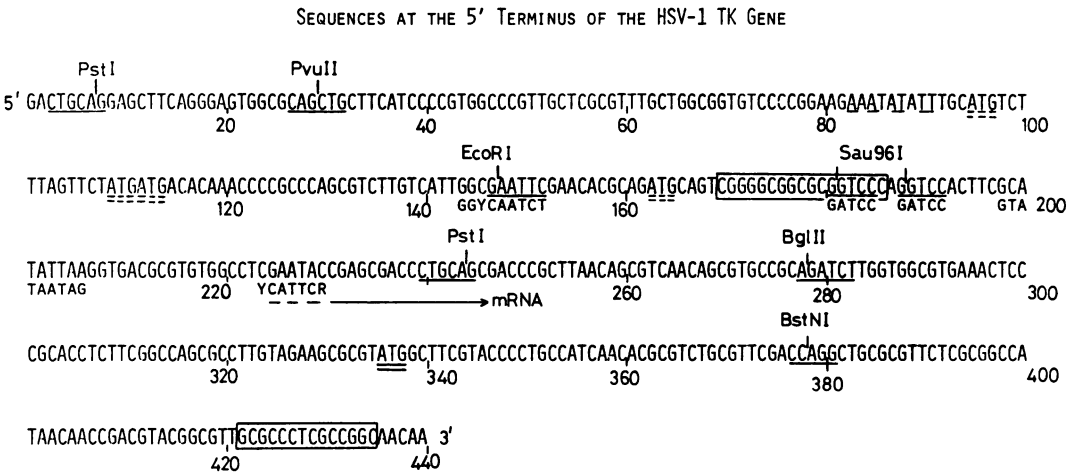 SEQUENCES AT THE 5' TERMINUS OF THE HSV-1 TK GENE
PstI PvuII
5' GACTGCAGGAGCTTCAGGGAGTGGCGCAGCTGCTTCATCCCCGTGGCCCGTTGCTCGCGTTTGCTGGCGGTGTCCCCGGAAGAAATATATTTGCATGTCT
20 40 60 80 100
EcoRI Sau96I
TTAGTTCTATGATGACACAAACCCCGCCCAGCGTCTTGTCATTGGCGAATTCGAACACGCAGATGCAGTCGGGGCGGCGCGGTCCCAGGTCCACTTCGCA
120 140 160 200
GGYCAATCT GATCC GATCC GTA
PstI BglII
TATTAAGGTGACGCGTGTGGCCTCGAATACCGAGCGACCCTGCAGCGACCCGCTTAACAGCGTCAACAGCGTGCCGCAGATCTTGGTGGCGTGAAACTCC
TAATAG 220 YCATTCR 260 280 300
mRNA
BstNI
CGCACCTCTTCGGCCAGCGCCTTGTAGAAGCGCGTATGGCTTCGTACCCCTGCCATCAACACGCGTCTGCGTTCGACCAGGCTGCGCGTTCTCGCGGCCA
320 340 360 380 400
TAACAACCGACGTACGGCGTTGCGCCCTCGCCGGCAACAA 3'
420 440